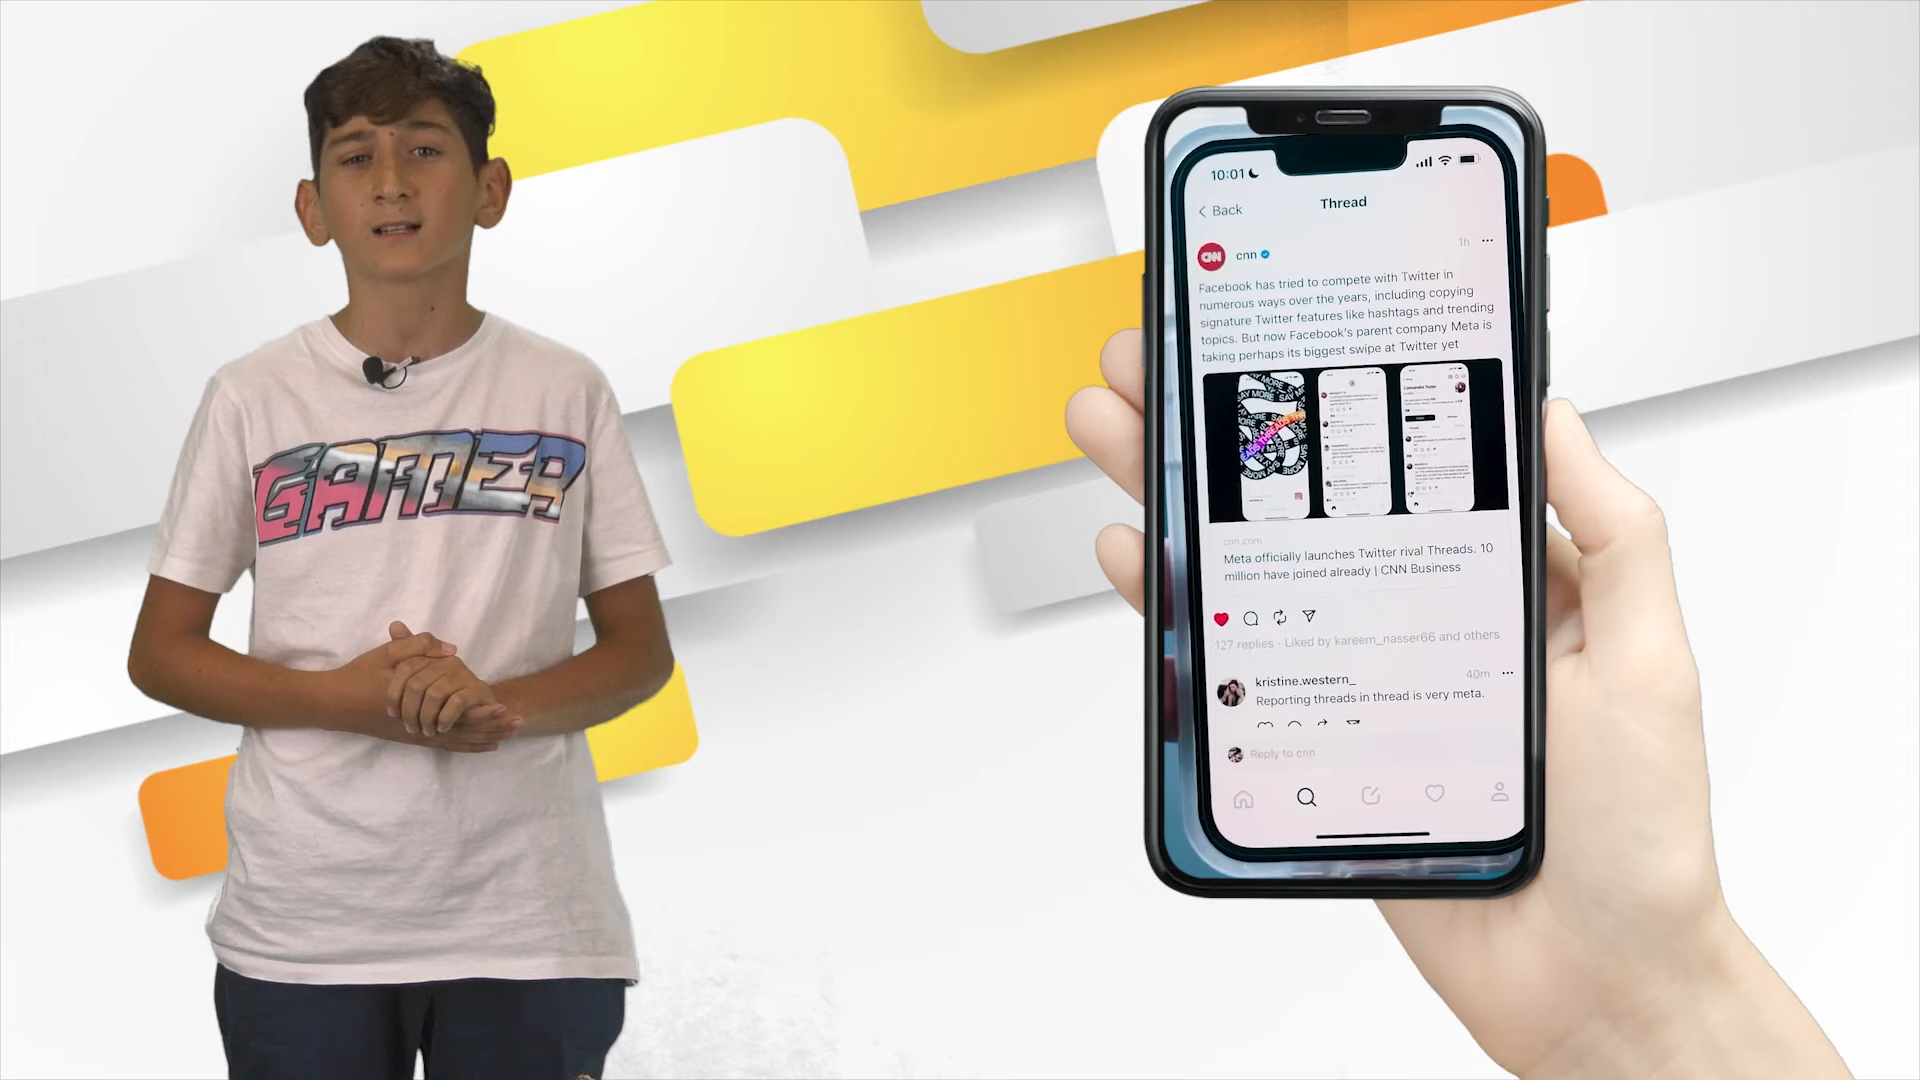 GAMER
10:01
Back
Thread
CNN
cnn
1h
Facebook has tried to compete with Twitter in
numerous ways over the years, including copying
signature Twitter features like hashtags and trending
topics. But now Facebook's parent company Meta is
taking perhaps its biggest swipe at Twitter yet
SAY MORE
cnn.com
Meta officially launches Twitter rival Threads. 10
million have joined already | CNN Business
127 replies · Liked by kareem_nasser66 and others
kristine.western_
40m
Reporting threads in thread is very meta.
Reply to cnn